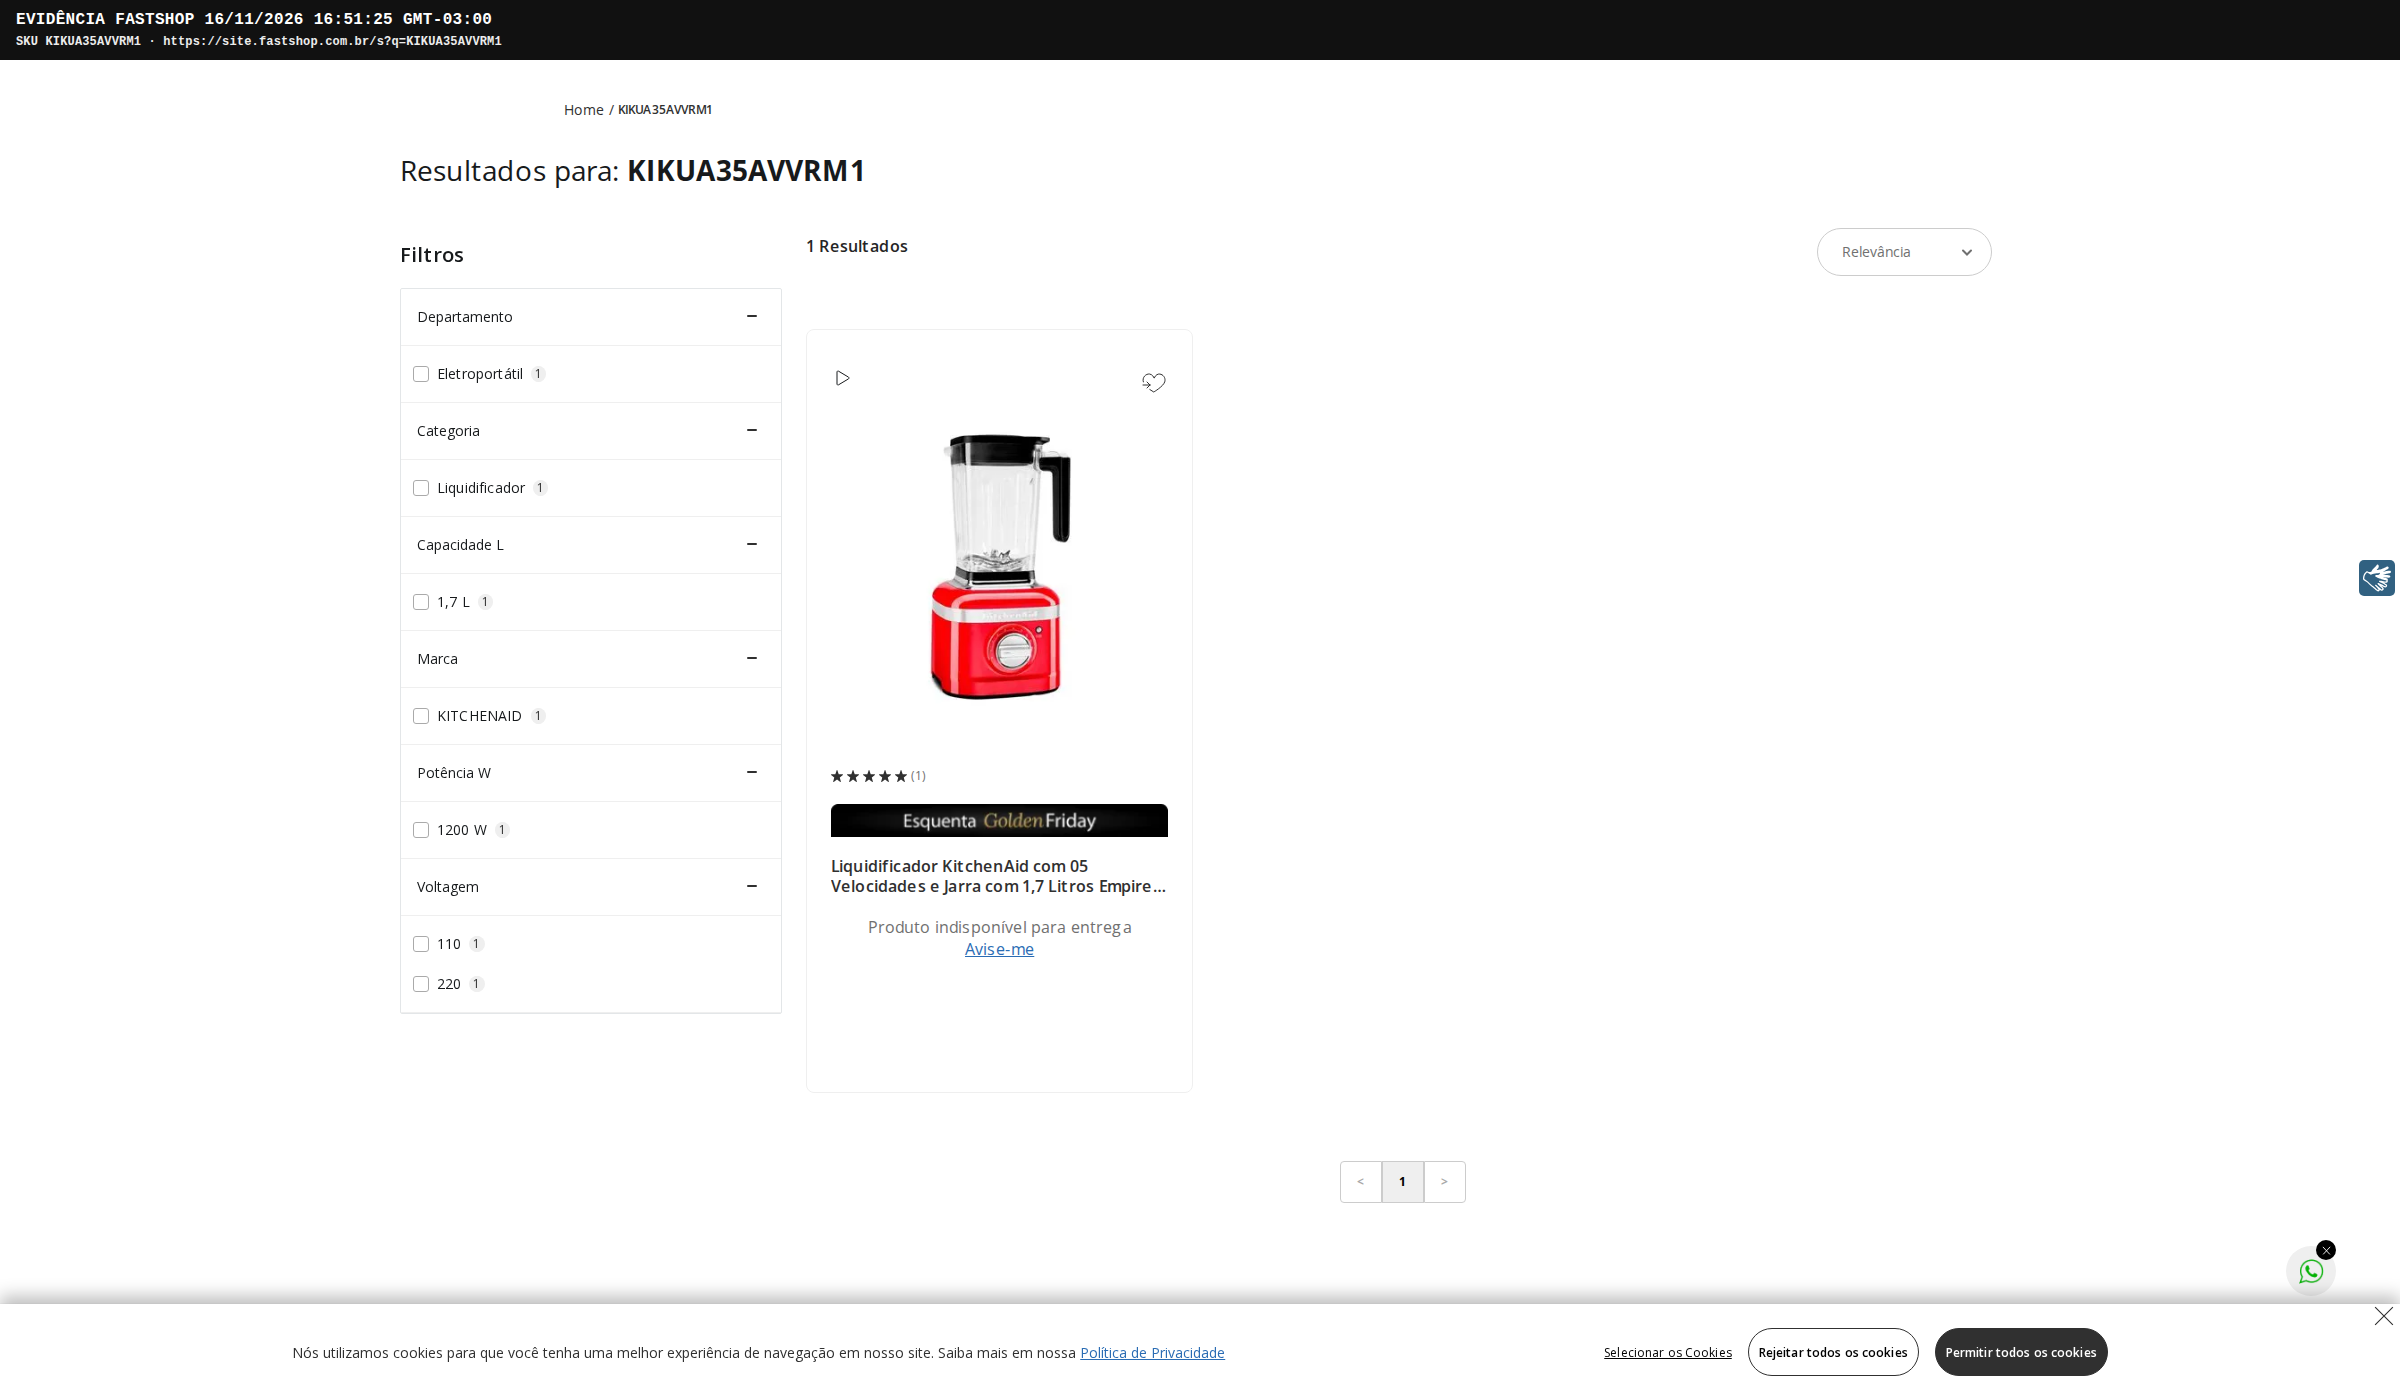 EVIDÊNCIA FASTSHOP 16/11/2026 16:51:25 GMT-03:00
SKU KIKUA35AVVRM1 · https://site.fastshop.com.br/s?q=KIKUA35AVVRM1
Home / KIKUA35AVVRM1
Resultados para: KIKUA35AVVRM1
Filtros
1 Resultados
Relevância
Departamento
Eletroportátil 1
Categoria
Liquidificador 1
Capacidade L
1,7 L 1
Marca
KITCHENAID 1
Potência W
1200 W 1
Voltagem
110 1
220 1
KitchenAid
(1)
Esquenta Golden Friday
Liquidificador KitchenAid com 05
Velocidades e Jarra com 1,7 Litros Empire...
Produto indisponível para entrega
Avise-me
< 1 >
Nós utilizamos cookies para que você tenha uma melhor experiência de navegação em nosso site. Saiba mais em nossa Política de Privacidade
Selecionar os Cookies
Rejeitar todos os cookies
Permitir todos os cookies